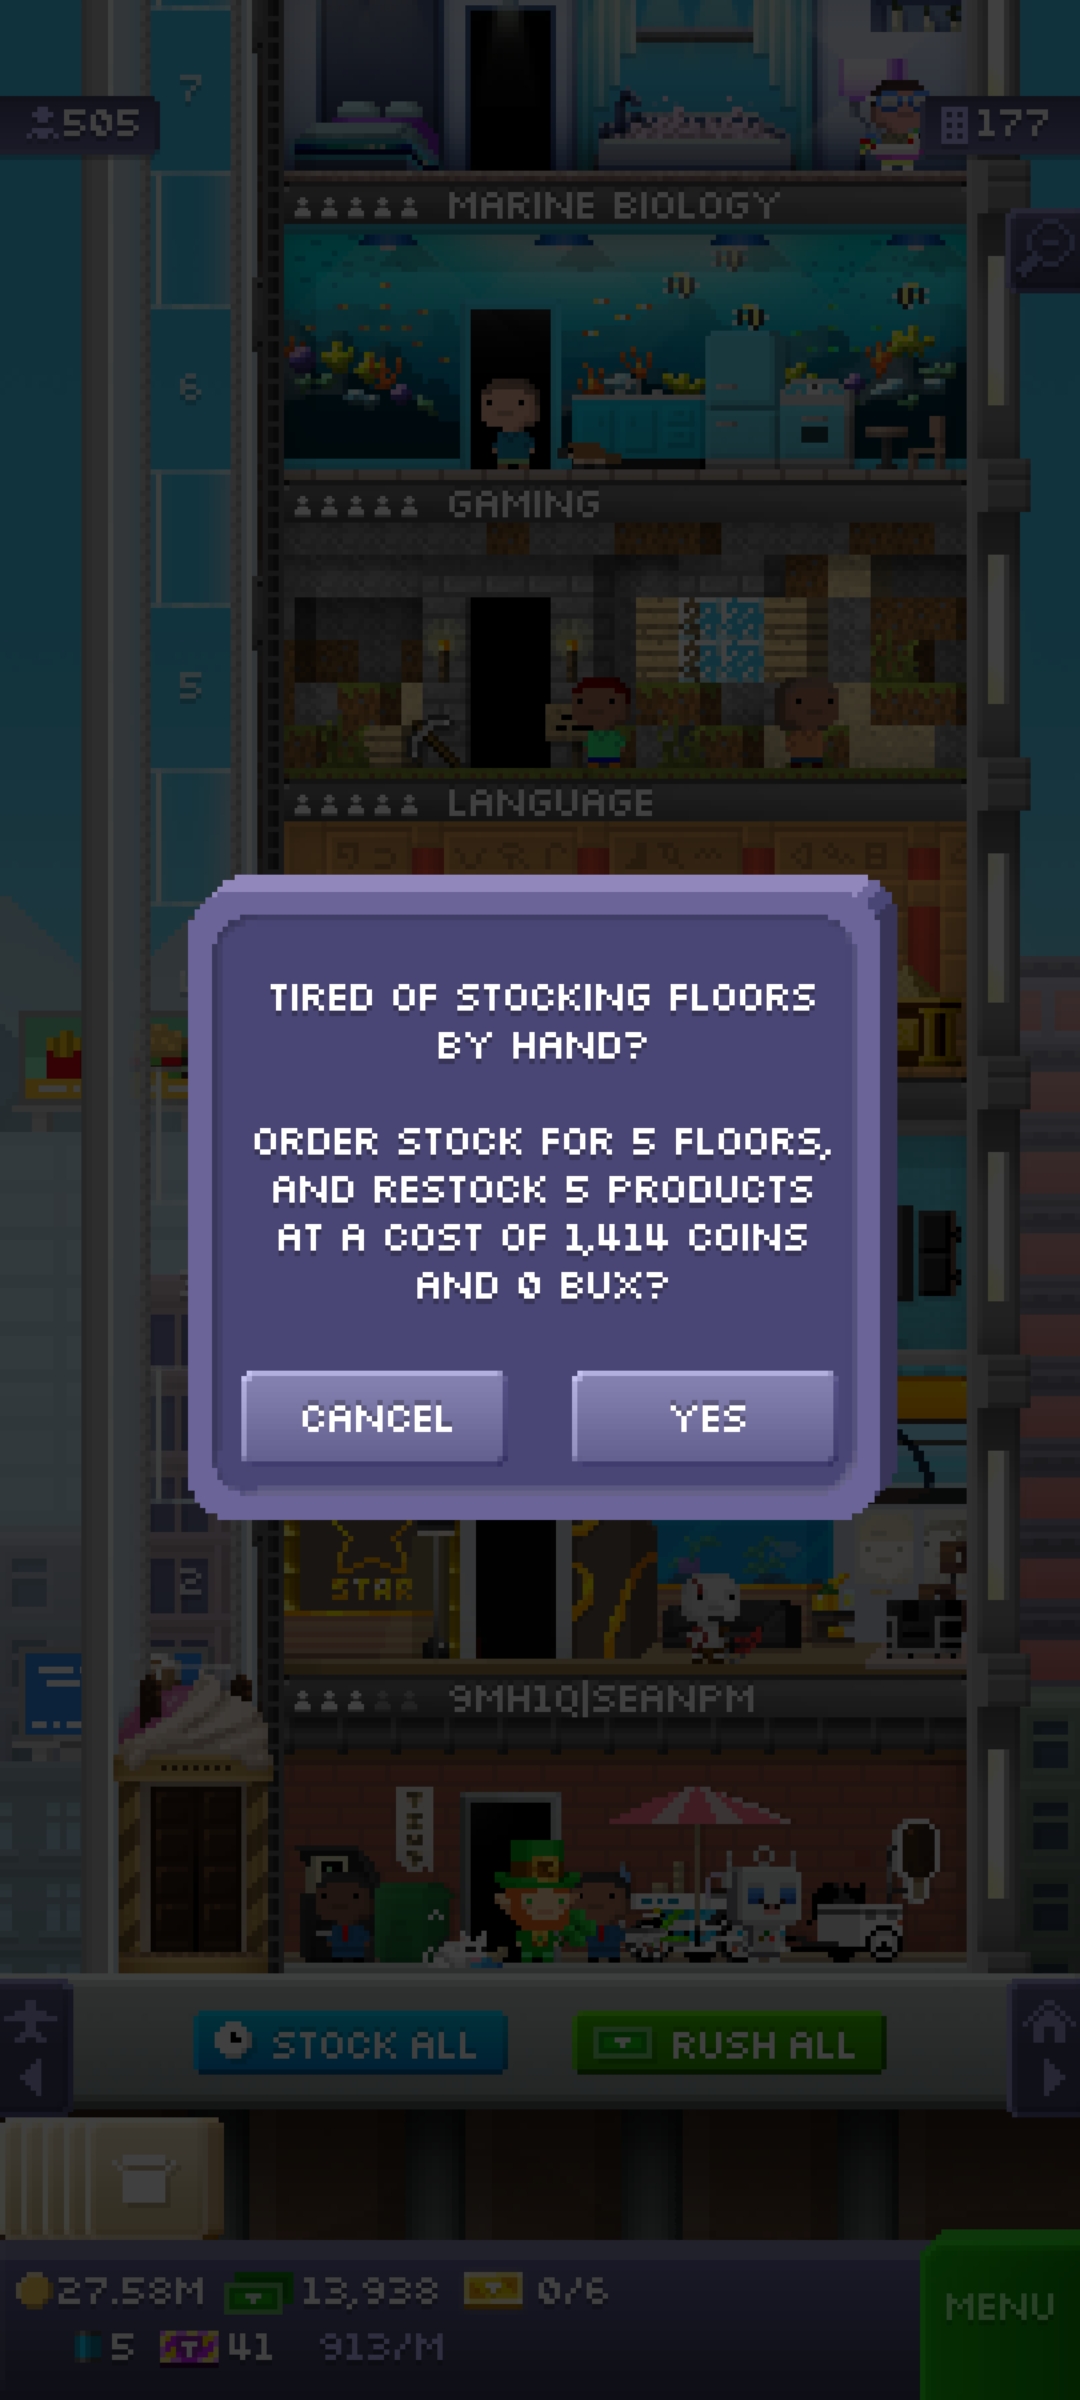 7
505
177
MARINE BIOLOGY
6
GAMING
5
LANGUAGE
TIRED OF STOCKING FLOORS
BY HAND?
ORDER STOCK FOR 5 FLOORS,
AND RESTOCK 5 PRODUCTS
AT A COST OF 1,414 COINS
AND 0 BUX?
CANCEL
YES
2
STAR
9MH1Q|SEANPM
STOCK ALL
RUSH ALL
27.58M
13,938
0/6
MENU
5
41
913/M